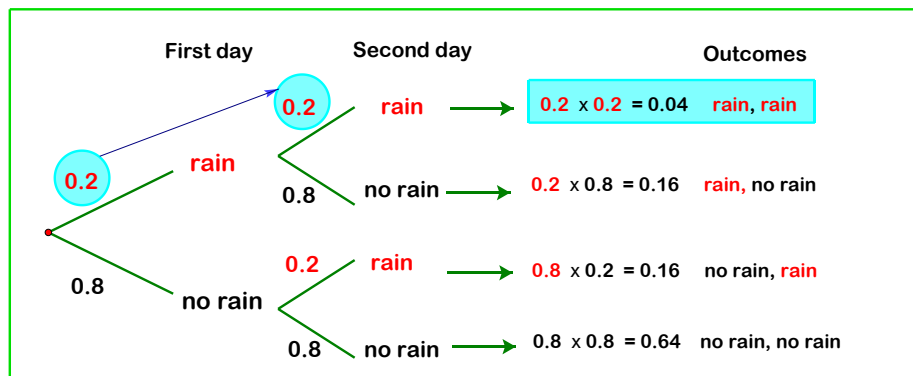 First day Second day Outcomes
0.2 rain 0.2 x 0.2 = 0.04 rain, rain
0.2 rain
0.8 no rain 0.2 x 0.8 = 0.16 rain, no rain
0.2 rain 0.8 x 0.2 = 0.16 no rain, rain
0.8 no rain
0.8 no rain 0.8 x 0.8 = 0.64 no rain, no rain